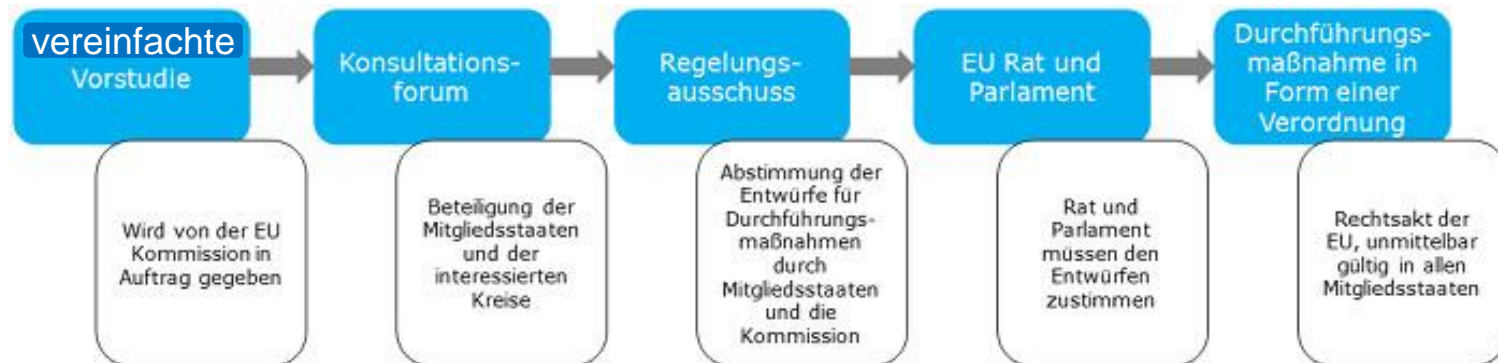 vereinfachte
Vorstudie
Konsultations-
forum
Regelungs-
ausschuss
EU Rat und
Parlament
Durchführungs-
maßnahme in
Form einer
Verordnung
Wird von der EU
Kommission in
Auftrag gegeben
Beteiligung der
Mitgliedsstaaten
und der
interessierten
Kreise
Abstimmung der
Entwürfe für
Durchführungs-
maßnahmen
durch
Mitgliedsstaaten
und die
Kommission
Rat und
Parlament
müssen den
Entwürfen
zustimmen
Rechtsakt der
EU, unmittelbar
gültig in allen
Mitgliedsstaaten